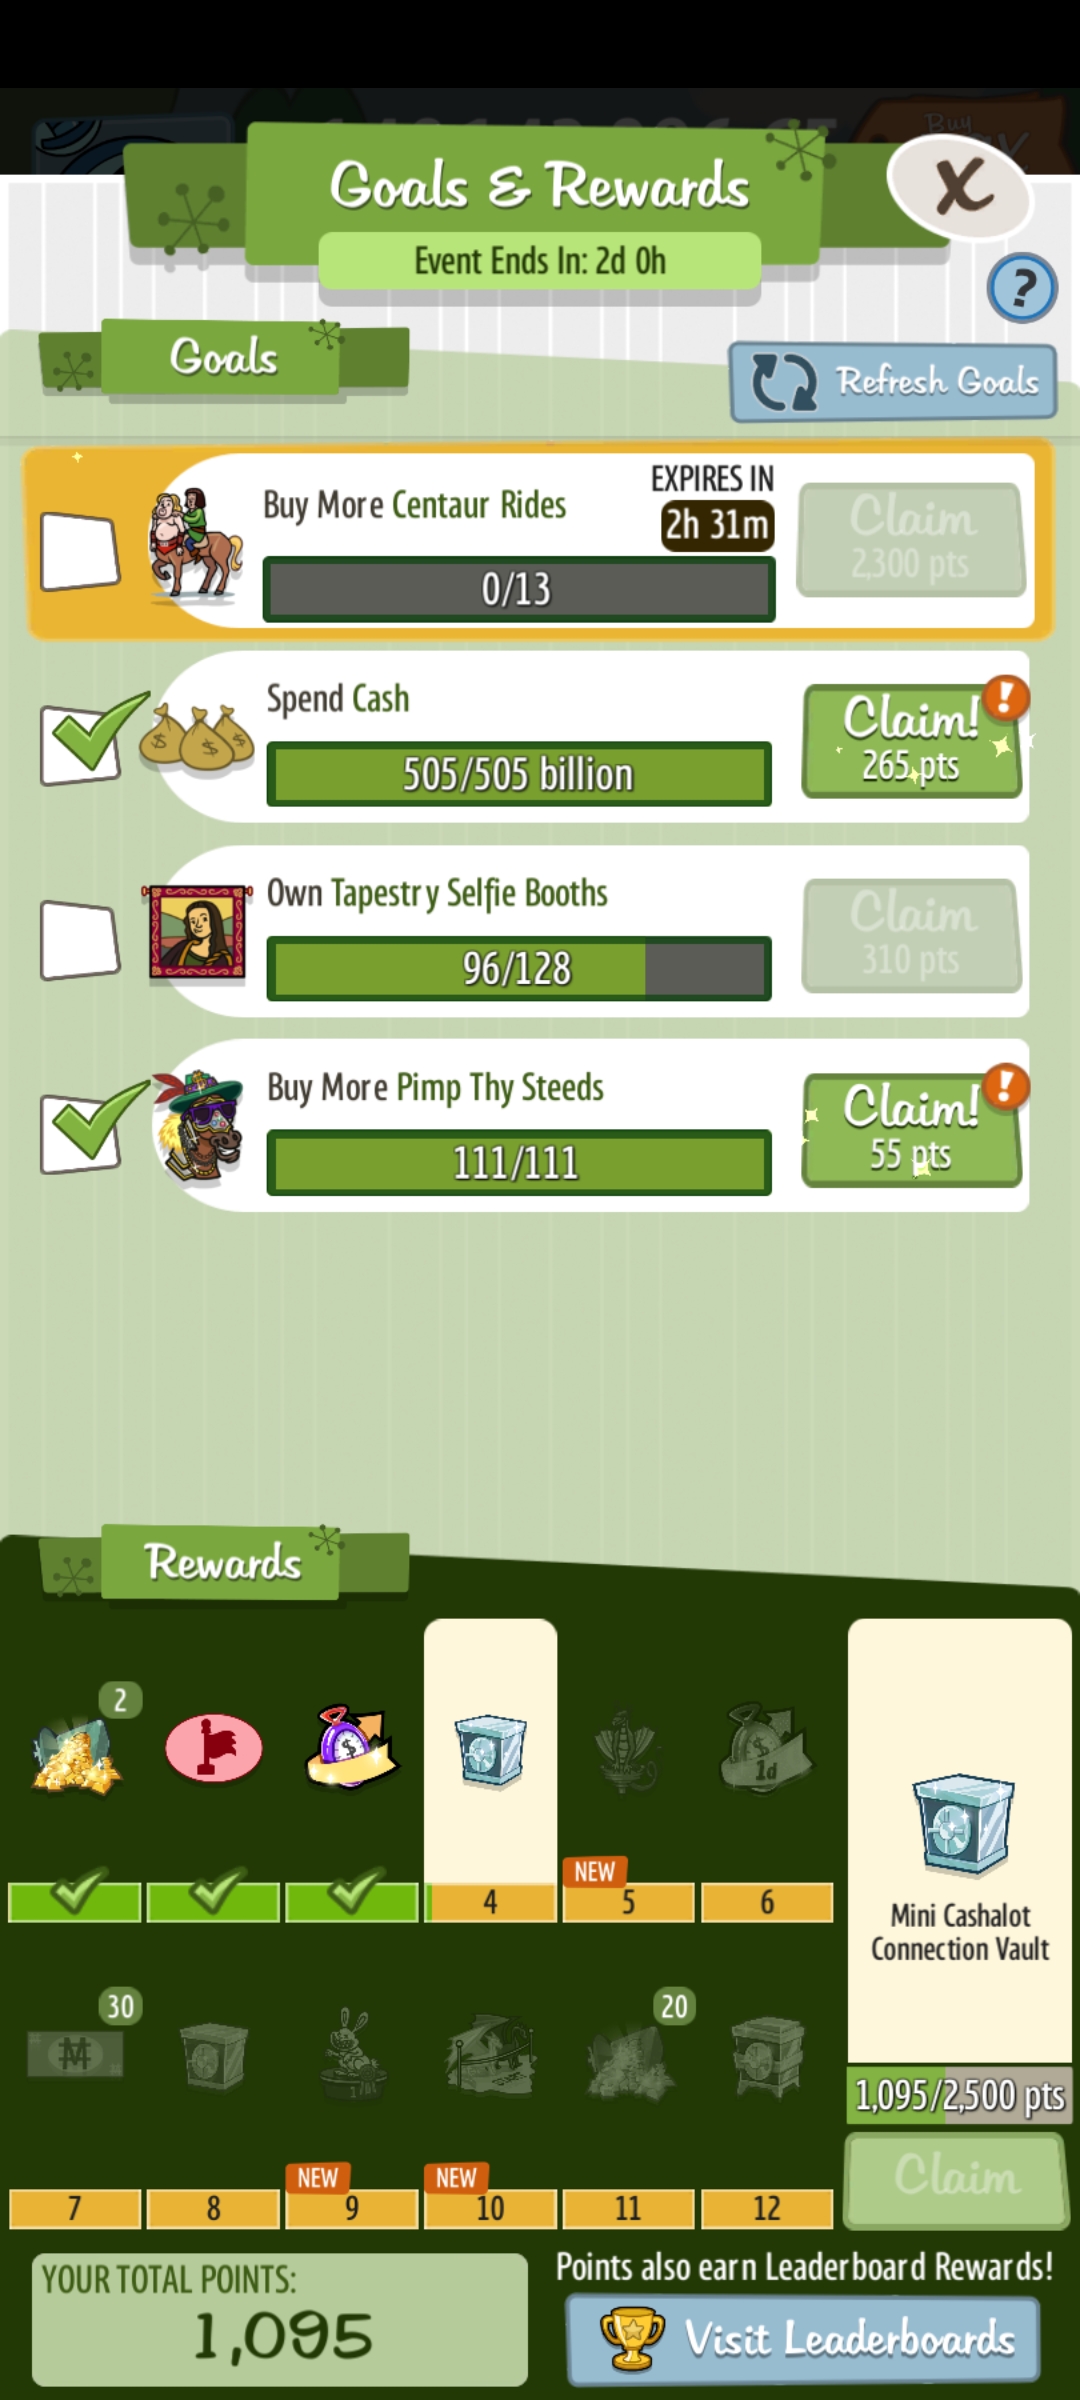 Buy
Goals & Rewards
X
Event Ends In: 2d 0h
?
Goals
Refresh Goals
Buy More Centaur Rides
EXPIRES IN
2h 31m
0/13
Claim
2,300 pts
Spend Cash
505/505 billion
Claim!
265 pts
!
Own Tapestry Selfie Booths
96/128
Claim
310 pts
Buy More Pimp Thy Steeds
111/111
Claim!
55 pts
!
Rewards
2
1d
4
NEW
5
6
Mini Cashalot
Connection Vault
30
20
1,095/2,500 pts
Claim
7
8
NEW
9
NEW
10
11
12
YOUR TOTAL POINTS:
1,095
Points also earn Leaderboard Rewards!
Visit Leaderboards